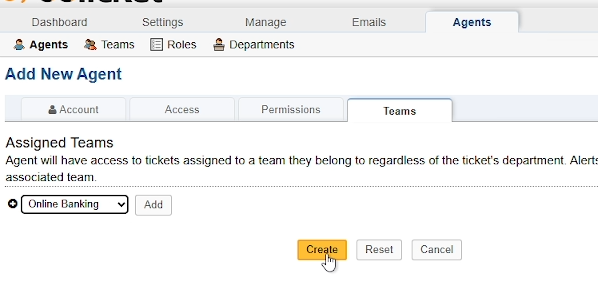 Dashboard Settings Manage Emails Agents
Agents Teams Roles Departments
Add New Agent
Account Access Permissions Teams
Assigned Teams
Agent will have access to tickets assigned to a team they belong to regardless of the ticket's department. Alerts
associated team.
Online Banking Add
Create Reset Cancel